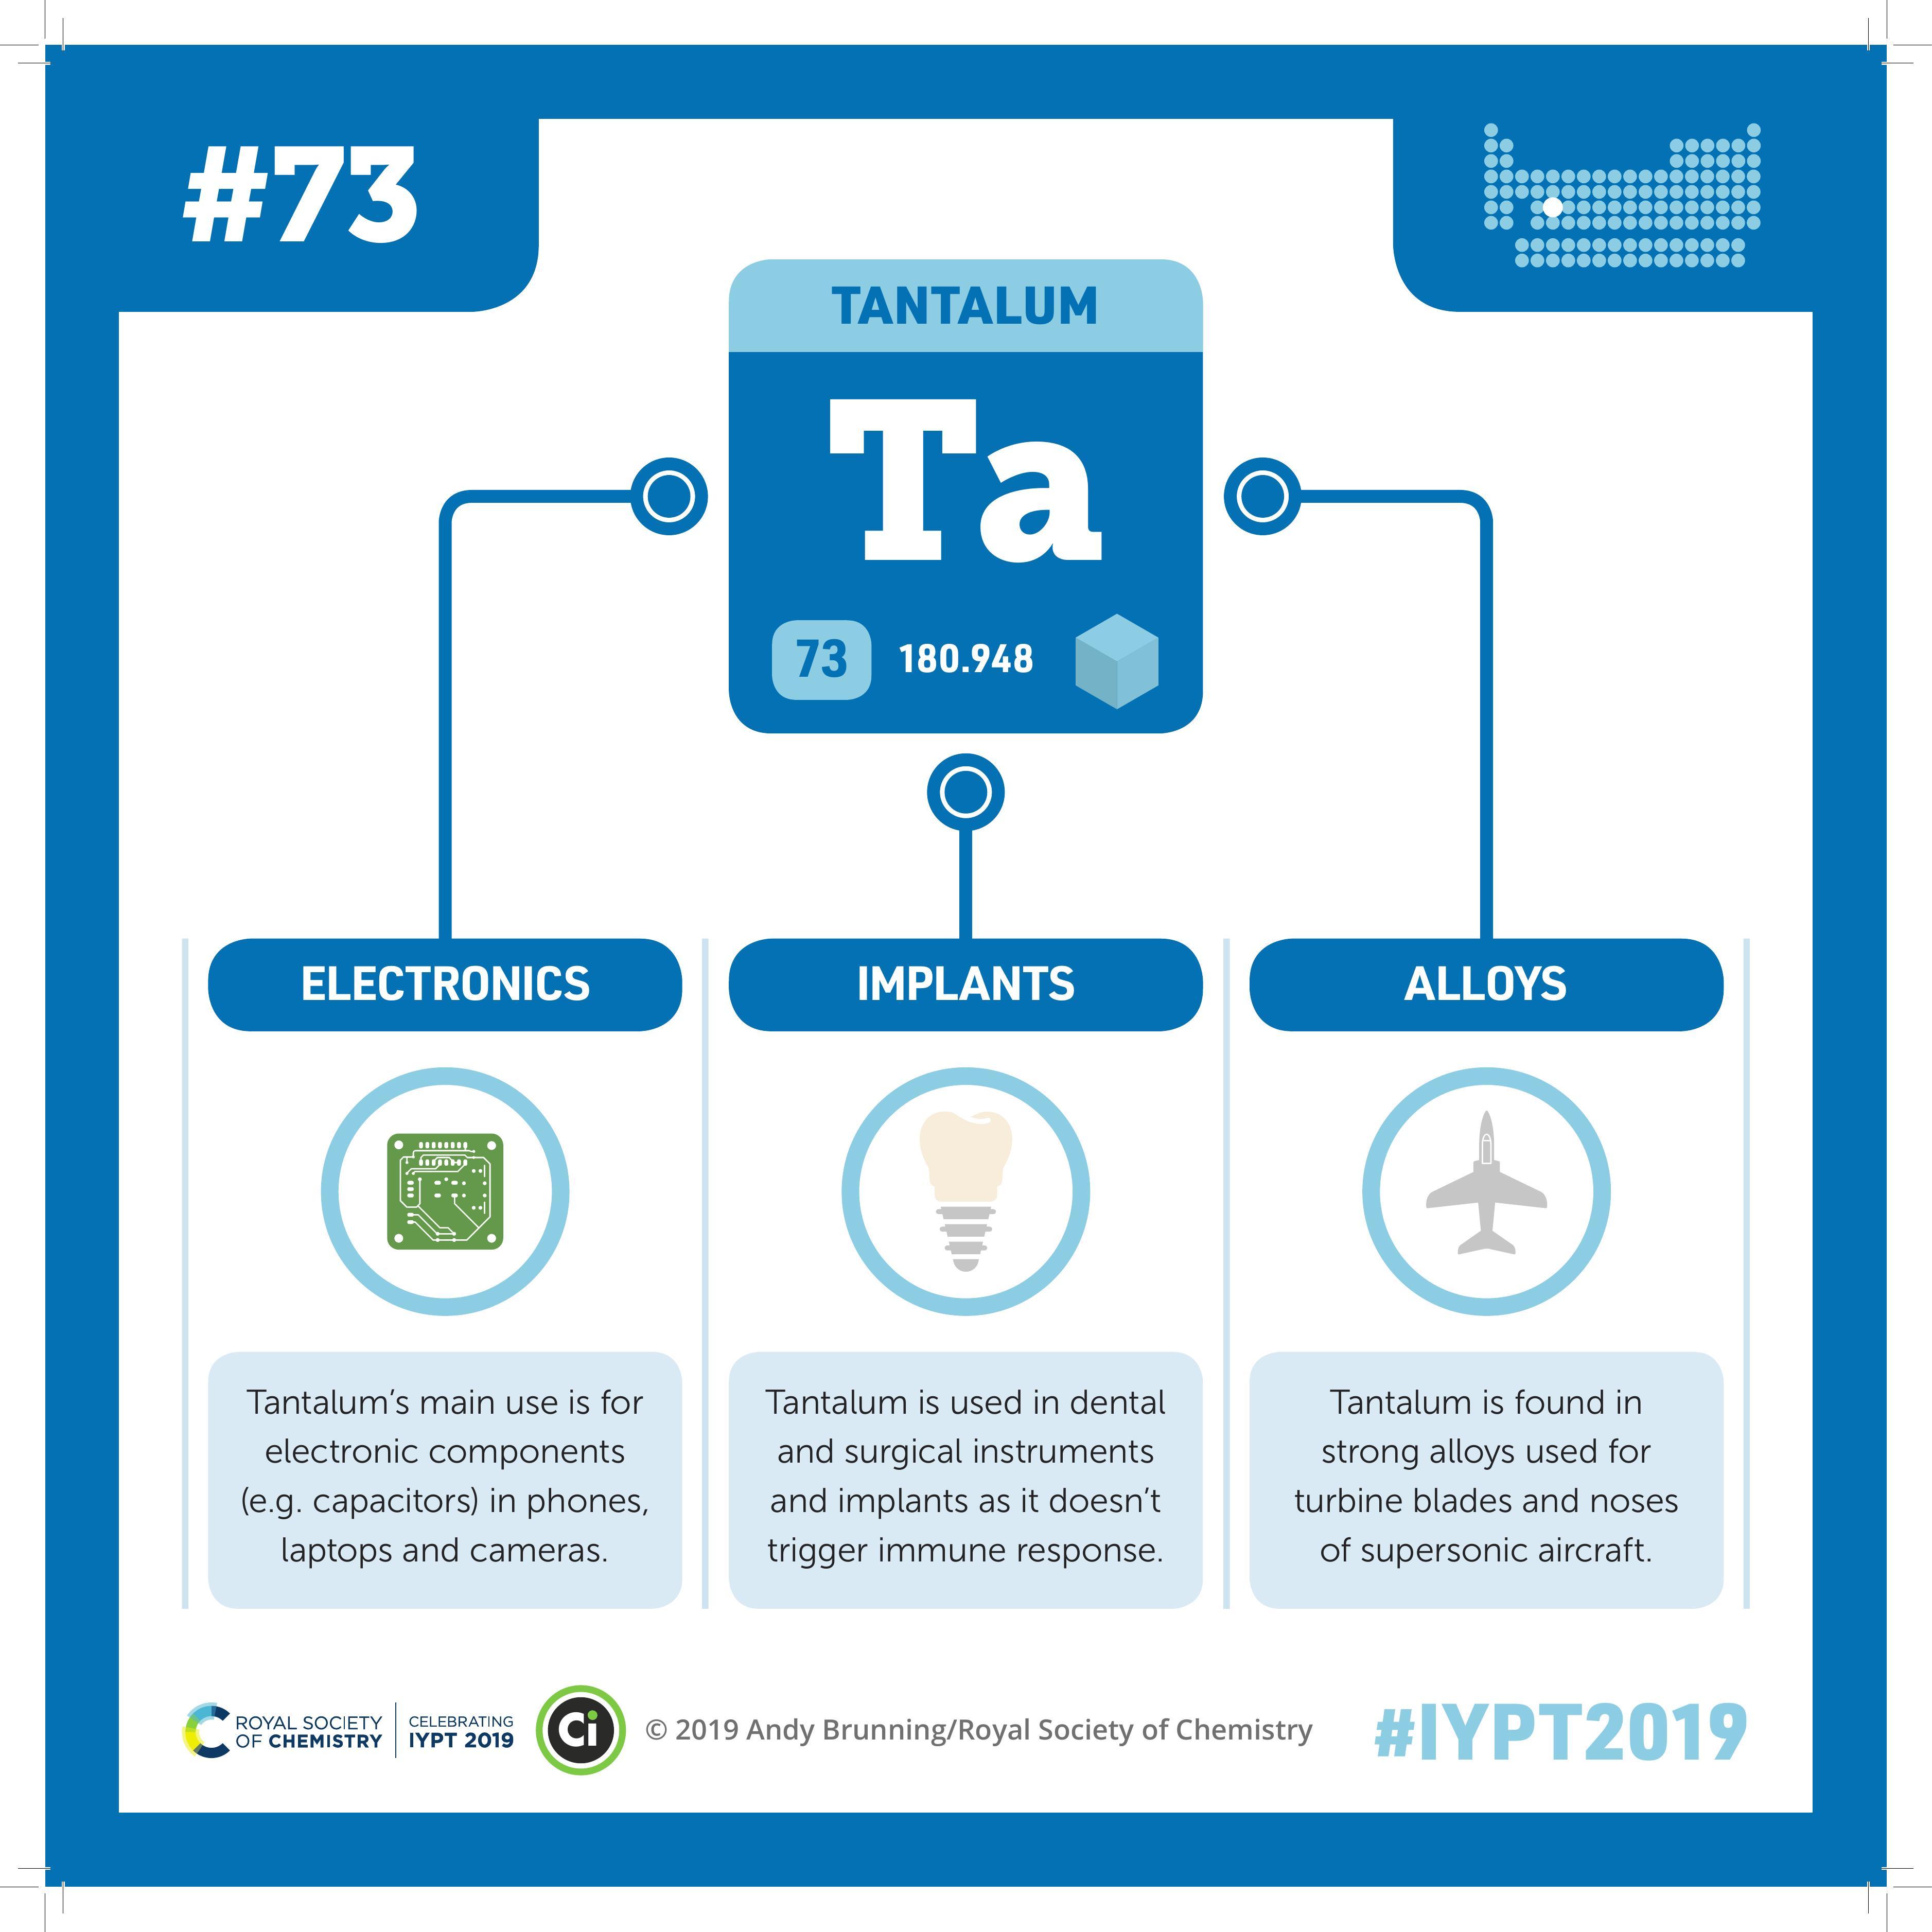 #73
TANTALUM
Ta
73 180.948
ELECTRONICS
Tantalum’s main use is for
electronic components
(e.g. capacitors) in phones,
laptops and cameras.
IMPLANTS
Tantalum is used in dental
and surgical instruments
and implants as it doesn’t
trigger immune response.
ALLOYS
Tantalum is found in
strong alloys used for
turbine blades and noses
of supersonic aircraft.
ROYAL SOCIETY
OF CHEMISTRY
CELEBRATING
IYPT 2019
Ci
© 2019 Andy Brunning/Royal Society of Chemistry
#IYPT2019